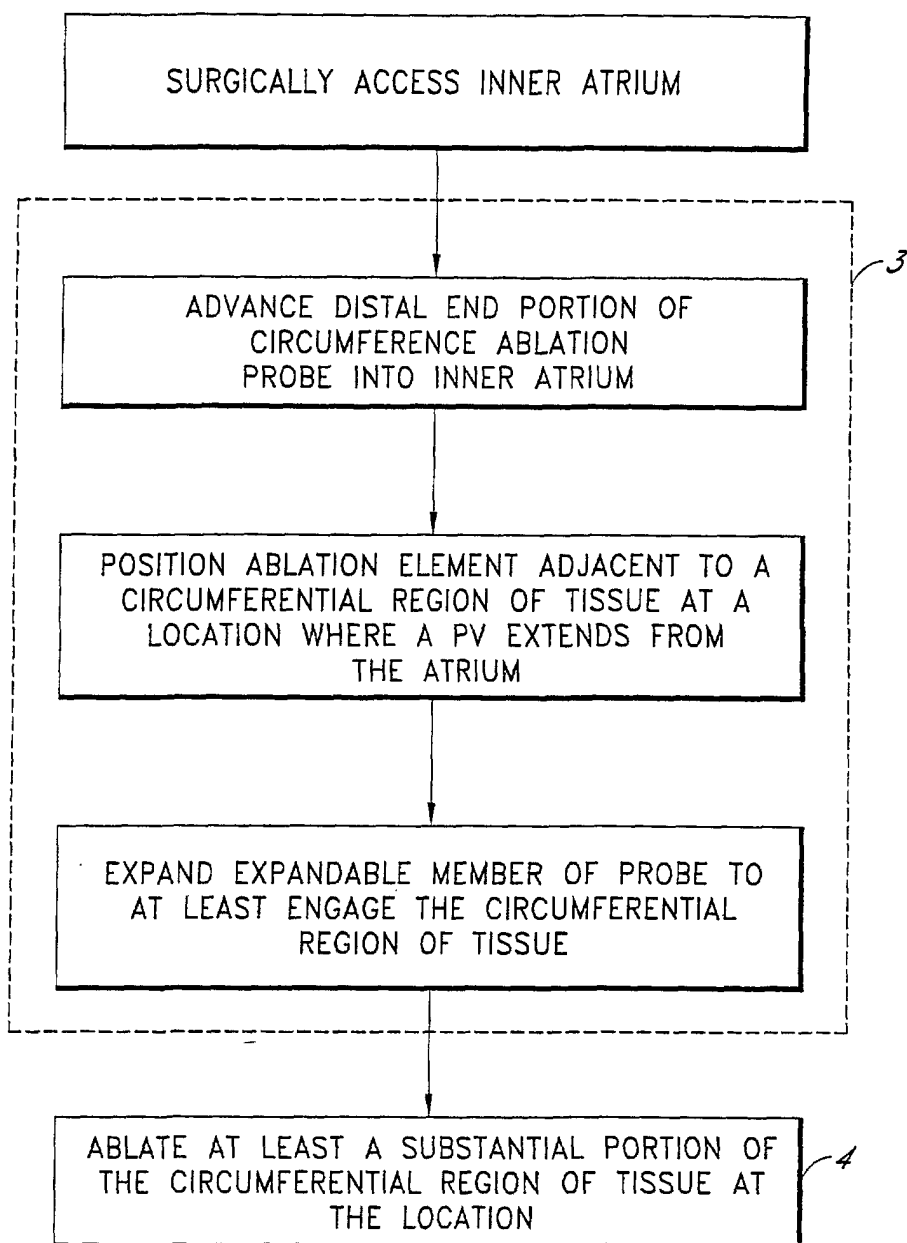 SURGICALLY ACCESS INNER ATRIUM
3
ADVANCE DISTAL END PORTION OF
CIRCUMFERENCE ABLATION
PROBE INTO INNER ATRIUM
POSITION ABLATION ELEMENT ADJACENT TO A
CIRCUMFERENTIAL REGION OF TISSUE AT A
LOCATION WHERE A PV EXTENDS FROM
THE ATRIUM
EXPAND EXPANDABLE MEMBER OF PROBE TO
AT LEAST ENGAGE THE CIRCUMFERENTIAL
REGION OF TISSUE
ABLATE AT LEAST A SUBSTANTIAL PORTION OF
THE CIRCUMFERENTIAL REGION OF TISSUE AT
THE LOCATION
4